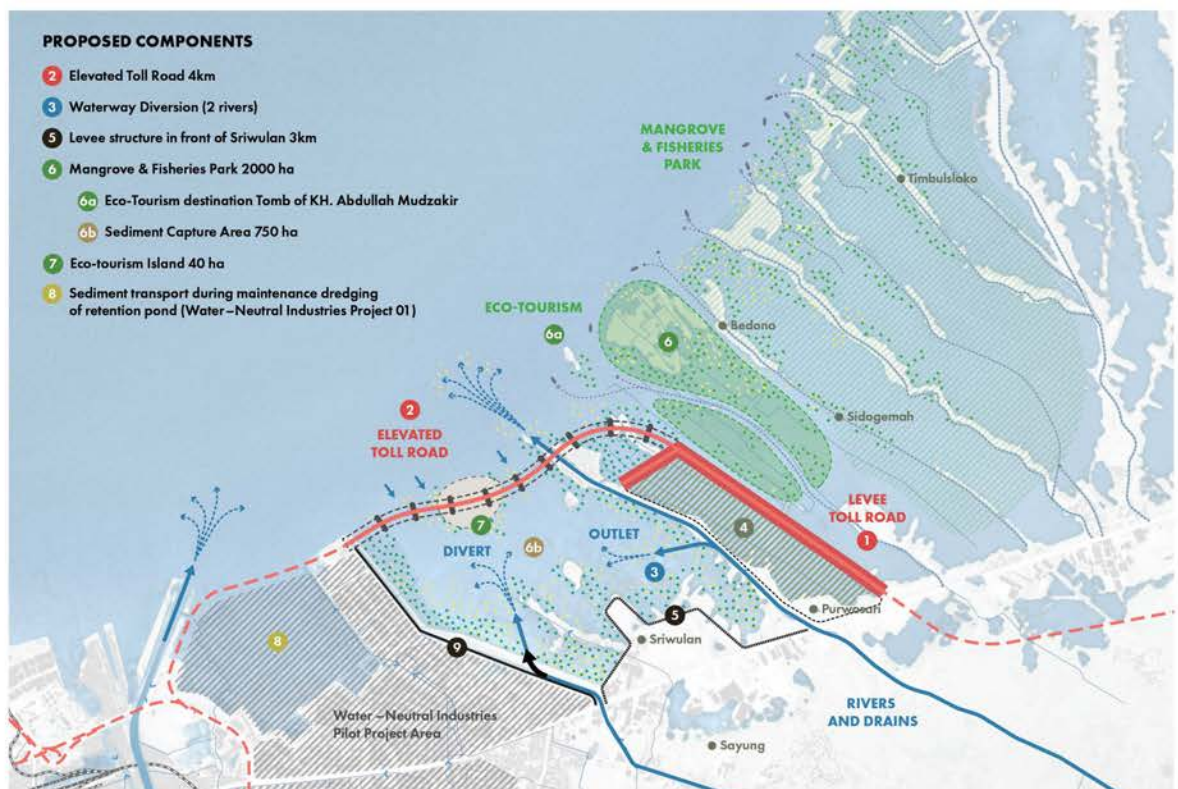 PROPOSED COMPONENTS
2 Elevated Toll Road 4km
3 Waterway Diversion (2 rivers)
5 Levee structure in front of Sriwulan 3km
6 Mangrove & Fisheries Park 2000 ha
6a Eco-Tourism destination Tomb of KH. Abdullah Mudzakir
6b Sediment Capture Area 750 ha
7 Eco-tourism Island 40 ha
8 Sediment transport during maintenance dredging
of retention pond (Water–Neutral Industries Project 01)
MANGROVE
& FISHERIES
PARK
Timbulsloko
ECO-TOURISM
6a
6
Bedono
2
ELEVATED
TOLL ROAD
Sidogemah
LEVEE
TOLL ROAD
1
7
DIVERT
6b
OUTLET
3
4
Purwosari
5
Sriwulan
8
9
Water–Neutral Industries
Pilot Project Area
RIVERS
AND DRAINS
Sayung